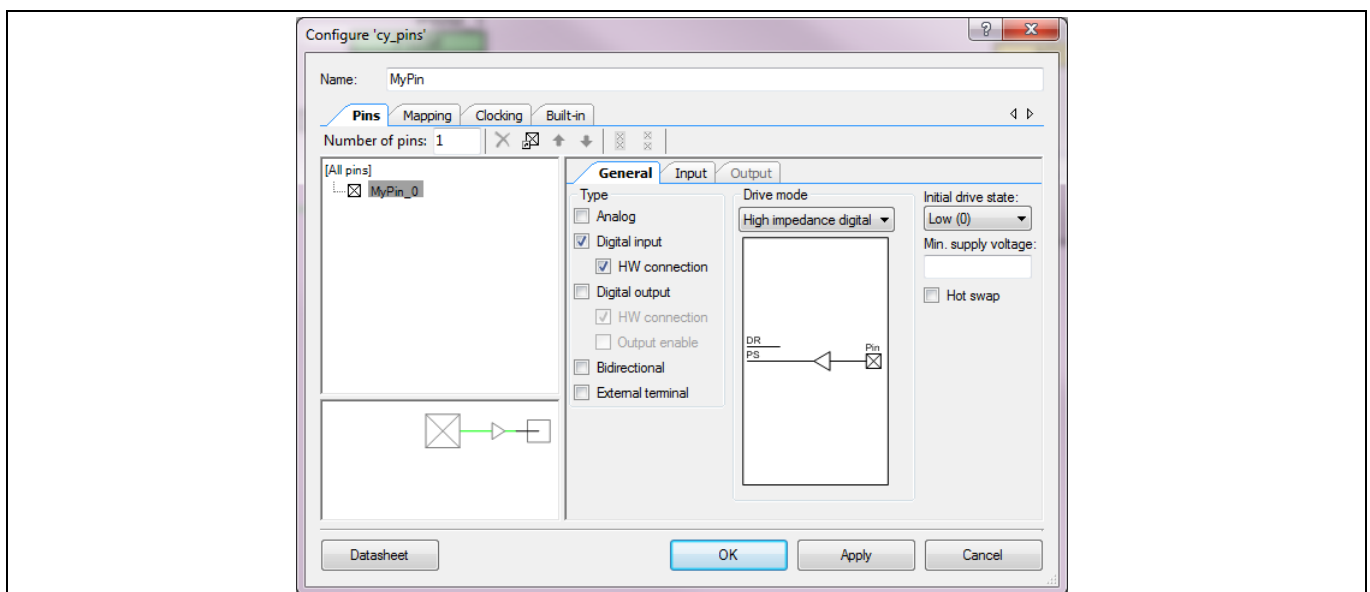 Configure 'cy_pins'
Name: MyPin
Pins Mapping Clocking Built-in
Number of pins: 1
[All pins]
MyPin_0
General Input Output
Type
Analog
Digital input
HW connection
Digital output
HW connection
Output enable
Bidirectional
External terminal
Drive mode
High impedance digital
DR
PS
Pin
Initial drive state:
Low (0)
Min. supply voltage:
Hot swap
Datasheet OK Apply Cancel